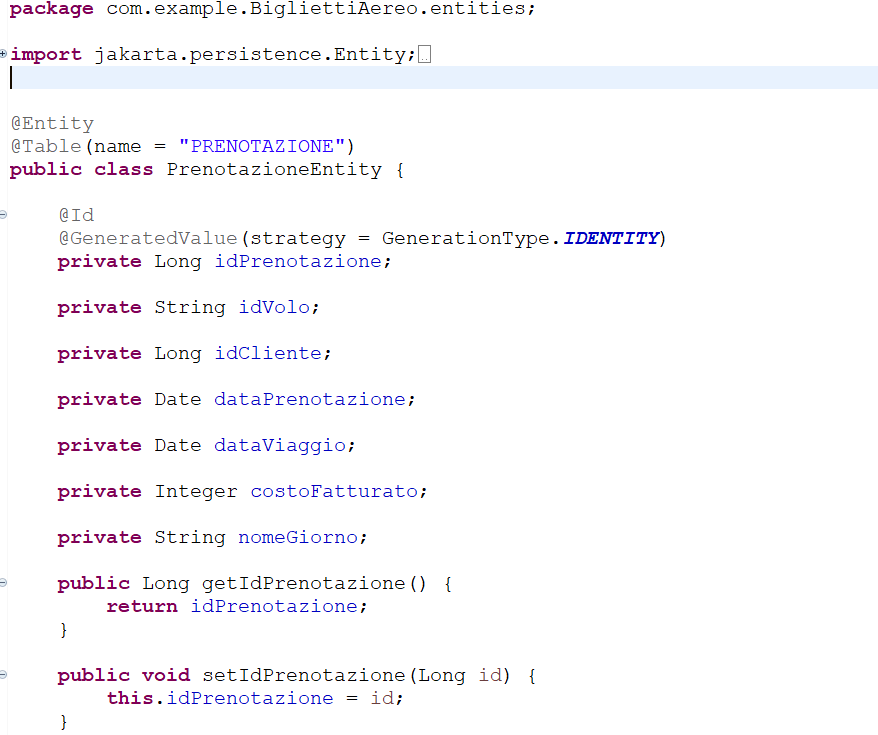 package com.example.BigliettiAereo.entities;
import jakarta.persistence.Entity;
@Entity
@Table(name = "PRENOTAZIONE")
public class PrenotazioneEntity {
@Id
@GeneratedValue(strategy = GenerationType.IDENTITY)
private Long idPrenotazione;
private String idVolo;
private Long idCliente;
private Date dataPrenotazione;
private Date dataViaggio;
private Integer costoFatturato;
private String nomeGiorno;
public Long getIdPrenotazione() {
return idPrenotazione;
}
public void setIdPrenotazione(Long id) {
this.idPrenotazione = id;
}